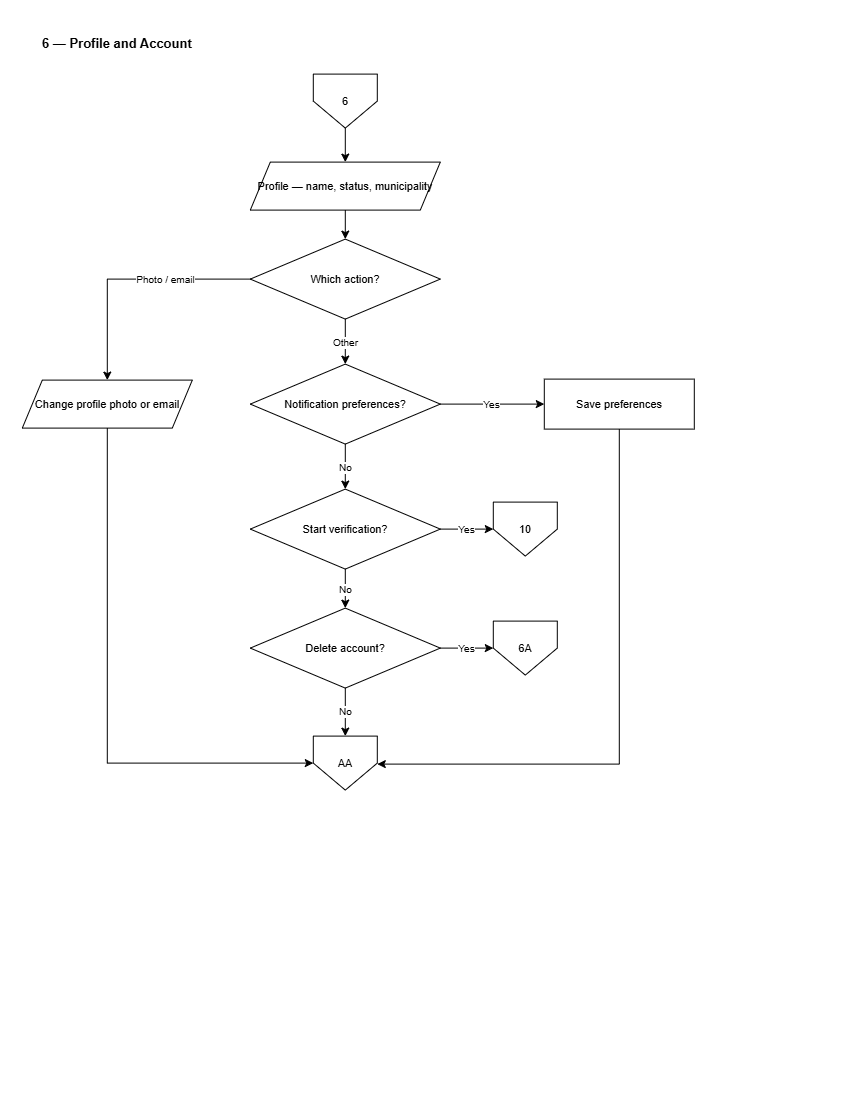 6 — Profile and Account
6
Profile — name, status, municipality
Which action?
Photo / email
Other
Change profile photo or email
Notification preferences?
Yes
Save preferences
No
Start verification?
Yes
10
No
Delete account?
Yes
6A
No
AA